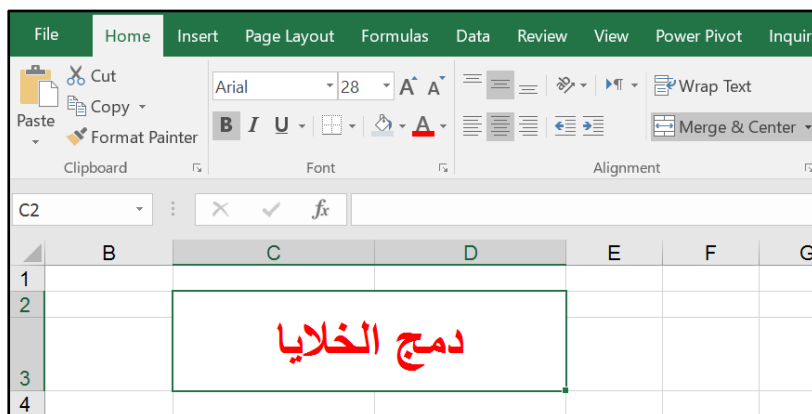 File Home Insert Page Layout Formulas Data Review View Power Pivot
Cut
Copy
Format Painter
Paste
Clipboard
Arial 28 A A
B I U A
Font
Wrap Text
Merge & Center
Alignment
C2 fx
B C D E F
1
2
دمج الخلايا
3
4